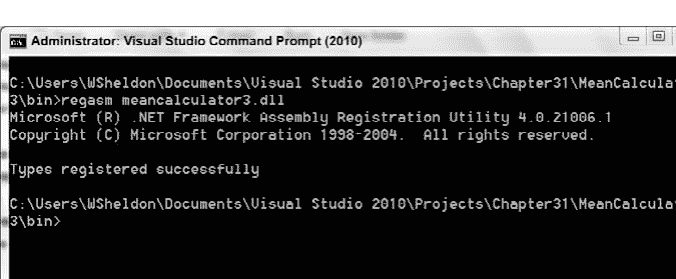 Administrator: Visual Studio Command Prompt (2010)
C:\Users\WSheldon\Documents\Visual Studio 2010\Projects\Chapter31\MeanCalculat
3\bin>regasm meancalculator3.dll
Microsoft (R) .NET Framework Assembly Registration Utility 4.0.21006.1
Copyright (C) Microsoft Corporation 1998-2004.  All rights reserved.
Types registered successfully
C:\Users\WSheldon\Documents\Visual Studio 2010\Projects\Chapter31\MeanCalculat
3\bin>